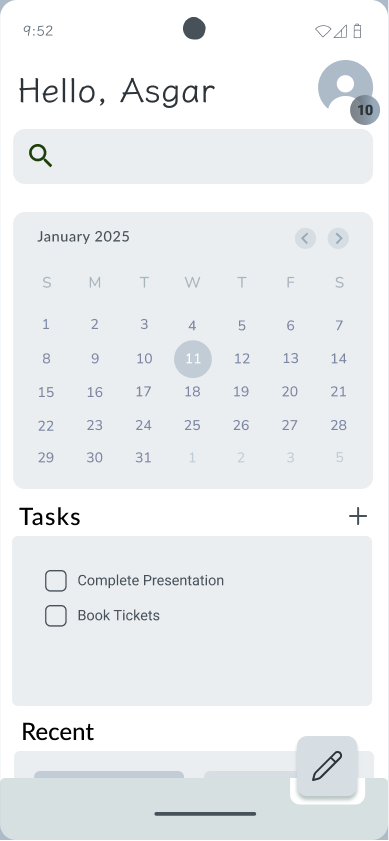 9:52
Hello, Asgar
10
January 2025
S M T W T F S
1 2 3 4 5 6 7
8 9 10 11 12 13 14
15 16 17 18 19 20 21
22 23 24 25 26 27 28
29 30 31 1 2 3 5
Tasks
Complete Presentation
Book Tickets
Recent